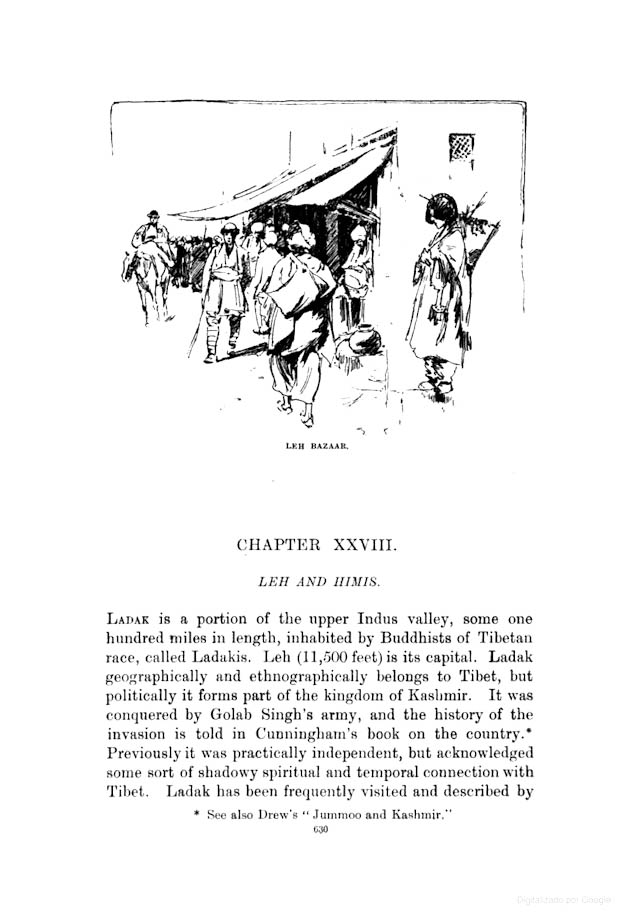 LEH BAZAAR.
CHAPTER XXVIII.
LEH AND HIMIS.
LADAK is a portion of the upper Indus valley, some one
hundred miles in length, inhabited by Buddhists of Tibetan
race, called Ladakis. Leh (11,500 feet) is its capital. Ladak
geographically and ethnographically belongs to Tibet, but
politically it forms part of the kingdom of Kashmir. It was
conquered by Golab Singh's army, and the history of the
invasion is told in Cunningham's book on the country.*
Previously it was practically independent, but acknowledged
some sort of shadowy spiritual and temporal connection with
Tibet. Ladak has been frequently visited and described by
* See also Drew's "Jummoo and Kashmir."
630
Digitalizado por Google